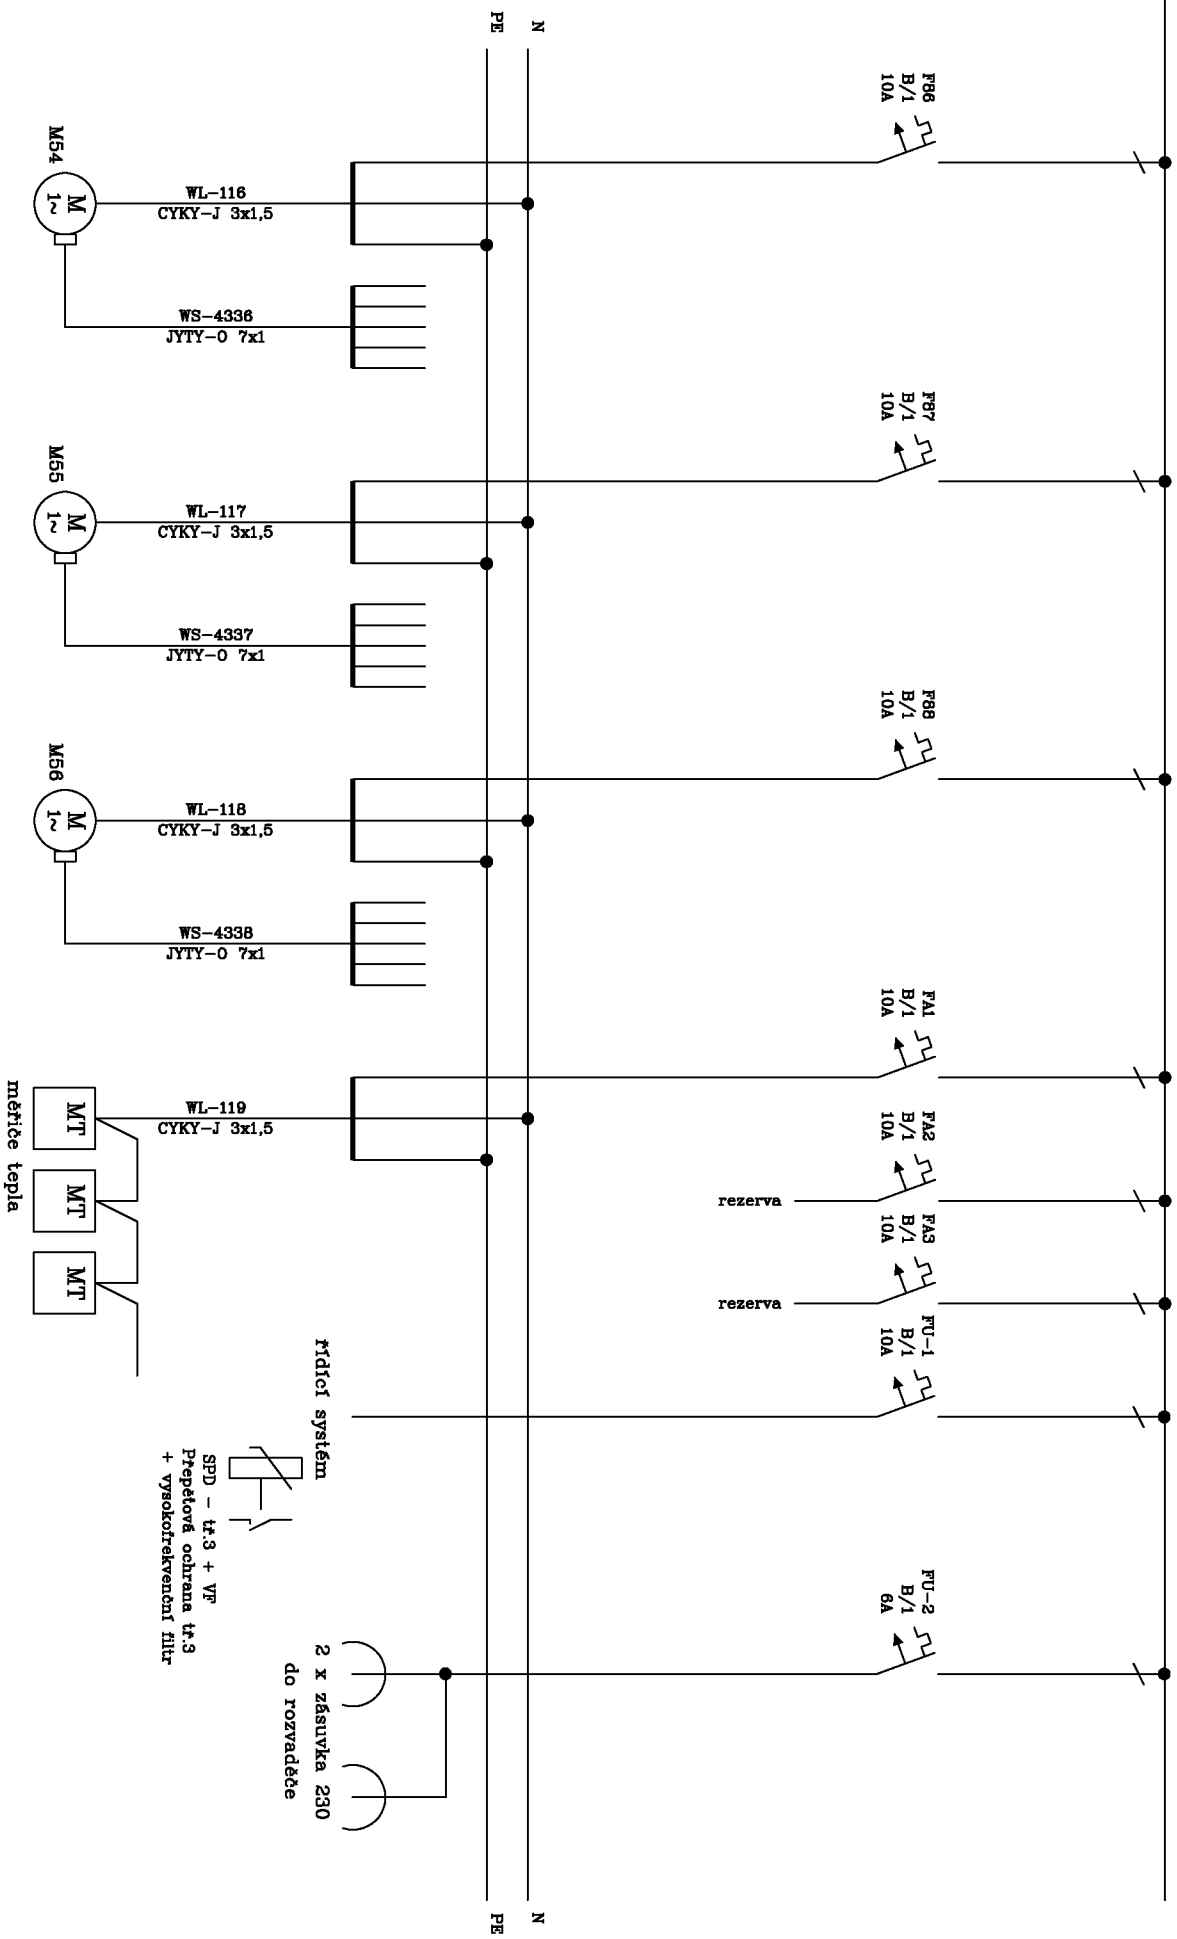 PE
N
F86
B/1
10A
M54
M
1~
WL-116
CYKY-J 3x1,5
WS-4336
JYTY-O 7x1
F87
B/1
10A
M55
M
1~
WL-117
CYKY-J 3x1,5
WS-4337
JYTY-O 7x1
F88
B/1
10A
M56
M
1~
WL-118
CYKY-J 3x1,5
WS-4338
JYTY-O 7x1
FA1
B/1
10A
WL-119
CYKY-J 3x1,5
MT
MT
MT
měřiče tepla
FA2
B/1
10A
rezerva
FA3
B/1
10A
rezerva
FU-1
B/1
10A
řídící systém
SPD - tř.3 + VF
Přepěťová ochrana tř.3
+ vysokofrekvenční filtr
FU-2
B/1
6A
2 x zásuvka 230
do rozvaděče
PE
N